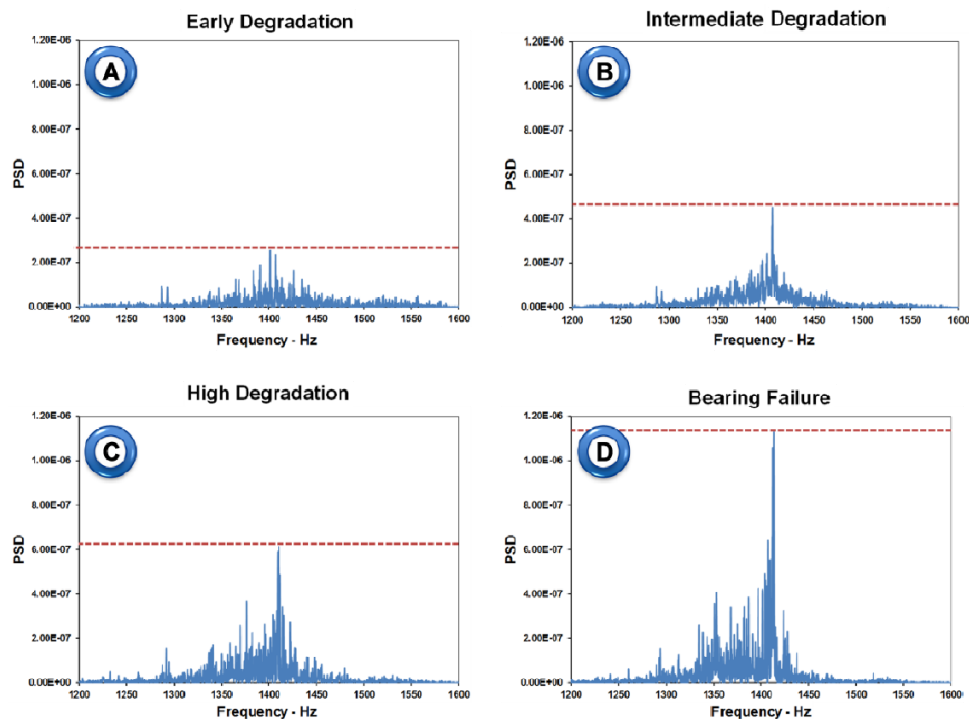 Early Degradation
A
1.20E-06
1.00E-06
8.00E-07
6.00E-07
4.00E-07
2.00E-07
0.00E+00
PSD
1200 1250 1300 1350 1400 1450 1500 1550 1600
Frequency - Hz
Intermediate Degradation
B
1.20E-06
1.00E-06
8.00E-07
6.00E-07
4.00E-07
2.00E-07
0.00E+00
PSD
1200 1250 1300 1350 1400 1450 1500 1550 1600
Frequency - Hz
High Degradation
C
1.20E-06
1.00E-06
8.00E-07
6.00E-07
4.00E-07
2.00E-07
0.00E+00
PSD
1200 1250 1300 1350 1400 1450 1500 1550 1600
Frequency - Hz
Bearing Failure
D
1.20E-06
1.00E-06
8.00E-07
6.00E-07
4.00E-07
2.00E-07
0.00E+00
PSD
1200 1250 1300 1350 1400 1450 1500 1550 1600
Frequency - Hz